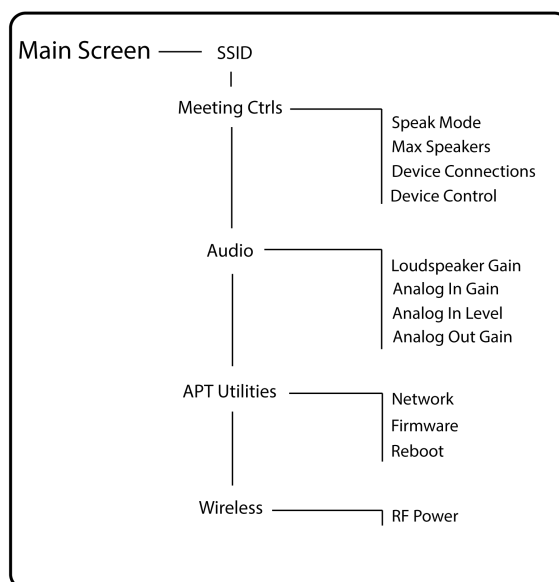 Main Screen
SSID
Meeting Ctrls
Speak Mode
Max Speakers
Device Connections
Device Control
Audio
Loudspeaker Gain
Analog In Gain
Analog In Level
Analog Out Gain
APT Utilities
Network
Firmware
Reboot
Wireless
RF Power